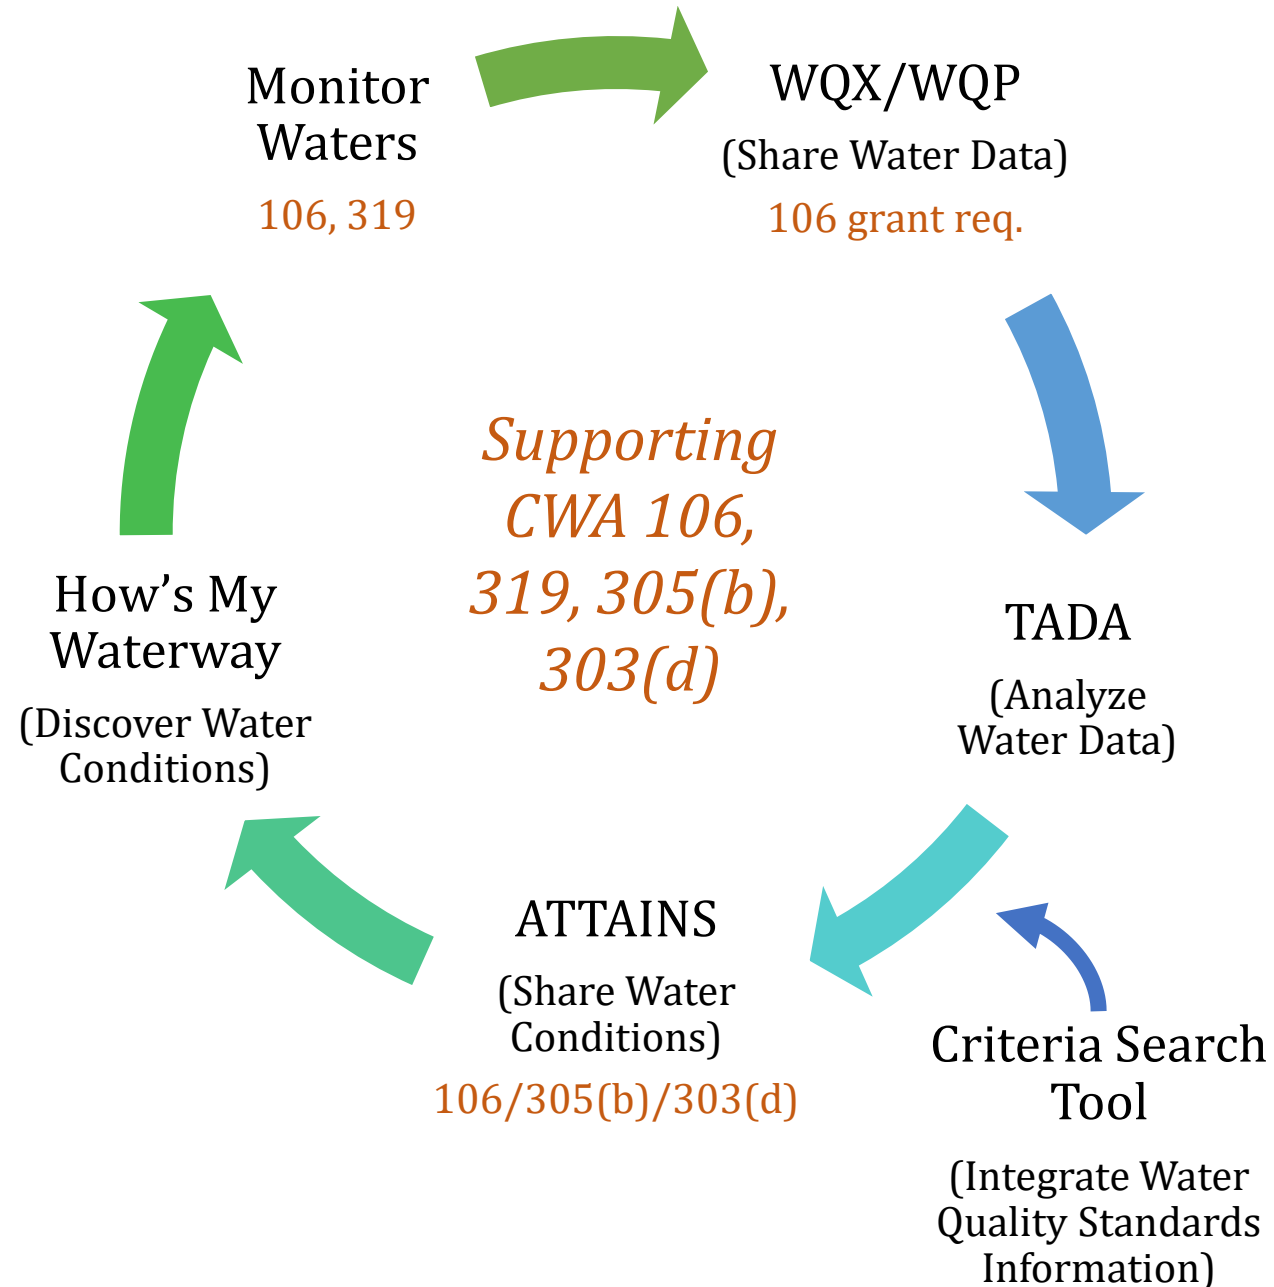 Monitor
Waters
106, 319
WQX/WQP
(Share Water Data)
106 grant req.
Supporting
CWA 106,
319, 305(b),
303(d)
How’s My
Waterway
(Discover Water
Conditions)
TADA
(Analyze
Water Data)
ATTAINS
(Share Water
Conditions)
106/305(b)/303(d)
Criteria Search
Tool
(Integrate Water
Quality Standards
Information)